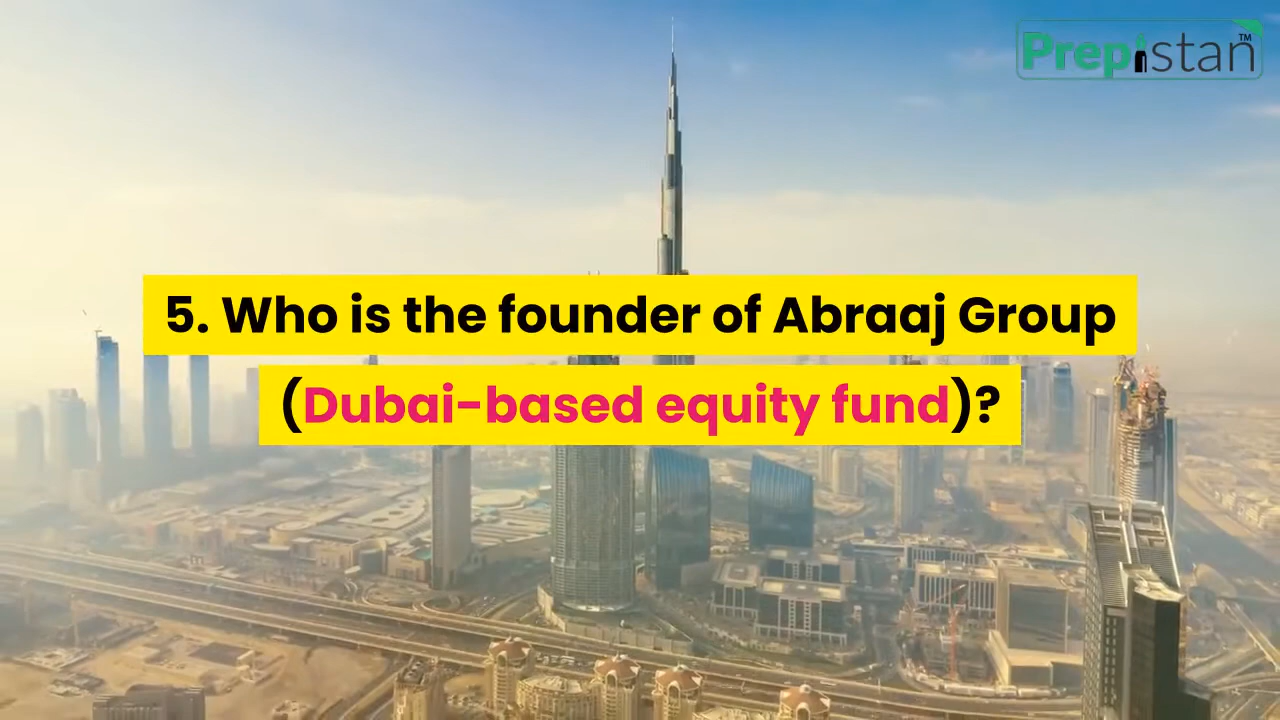 Prepistan™
5. Who is the founder of Abraaj Group
(Dubai-based equity fund)?